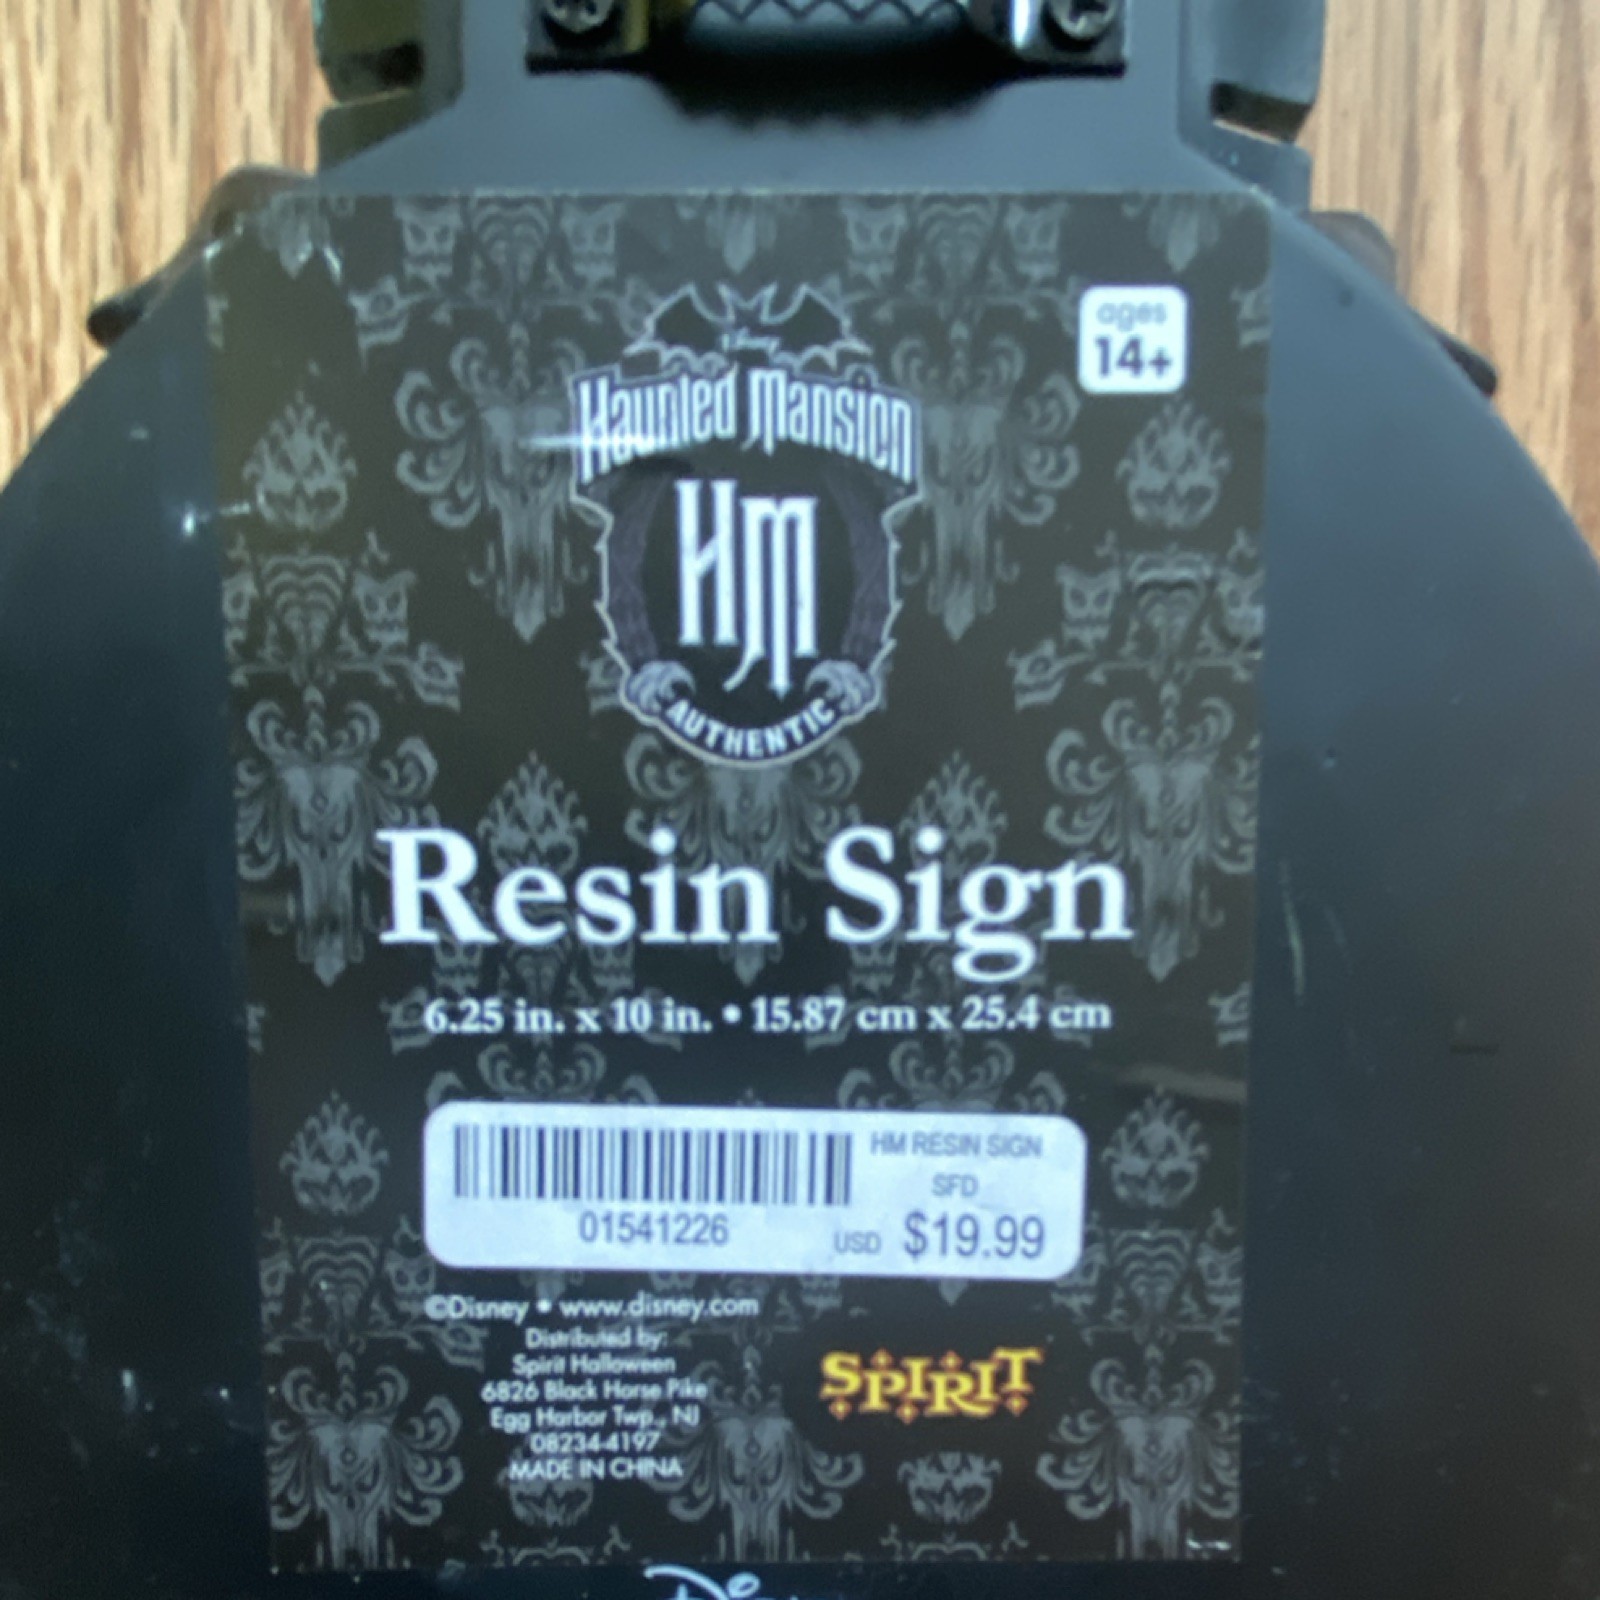 Disney
Haunted Mansion
HM
AUTHENTIC
ages
14+
Resin Sign
6.25 in. x 10 in. • 15.87 cm x 25.4 cm
HM RESIN SIGN
SFD
01541226
USD $19.99
©Disney • www.disney.com
Distributed by:
Spirit Halloween
6826 Black Horse Pike
Egg Harbor Twp., NJ
08234-4197
MADE IN CHINA
SPIRIT